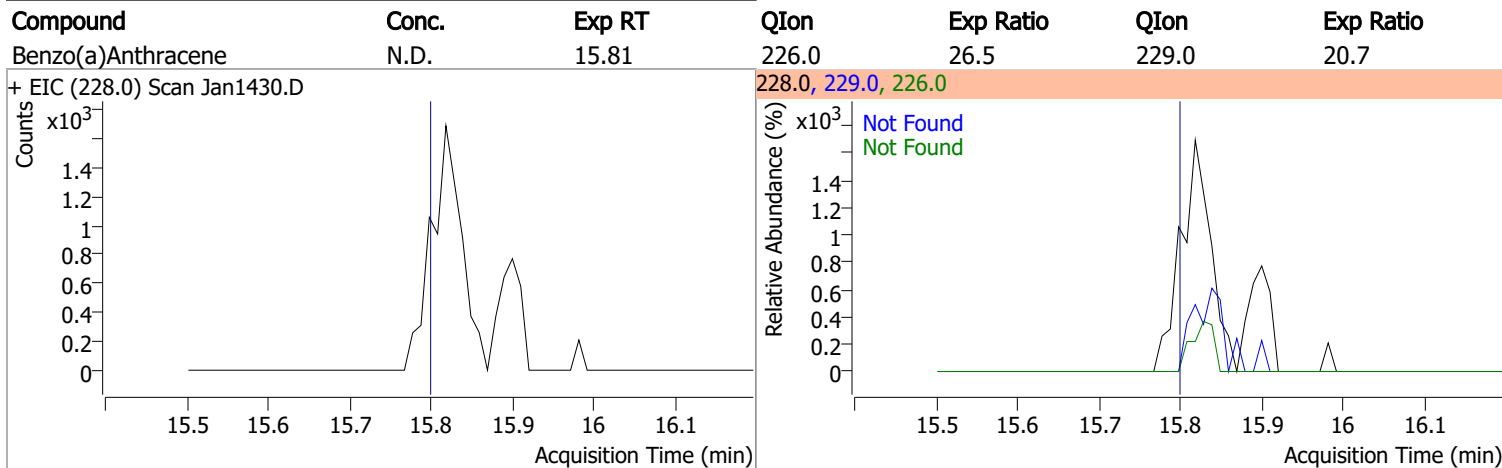 Compound Conc. Exp RT QIon Exp Ratio QIon Exp Ratio
Benzo(a)Anthracene N.D. 15.81 226.0 26.5 229.0 20.7
+ EIC (228.0) Scan Jan1430.D
Counts
x10³
1.4
1.2
1
0.8
0.6
0.4
0.2
0
15.5 15.6 15.7 15.8 15.9 16 16.1
Acquisition Time (min)
228.0, 229.0, 226.0
Relative Abundance (%)
x10³
Not Found
Not Found
1.4
1.2
1
0.8
0.6
0.4
0.2
0
15.5 15.6 15.7 15.8 15.9 16 16.1
Acquisition Time (min)